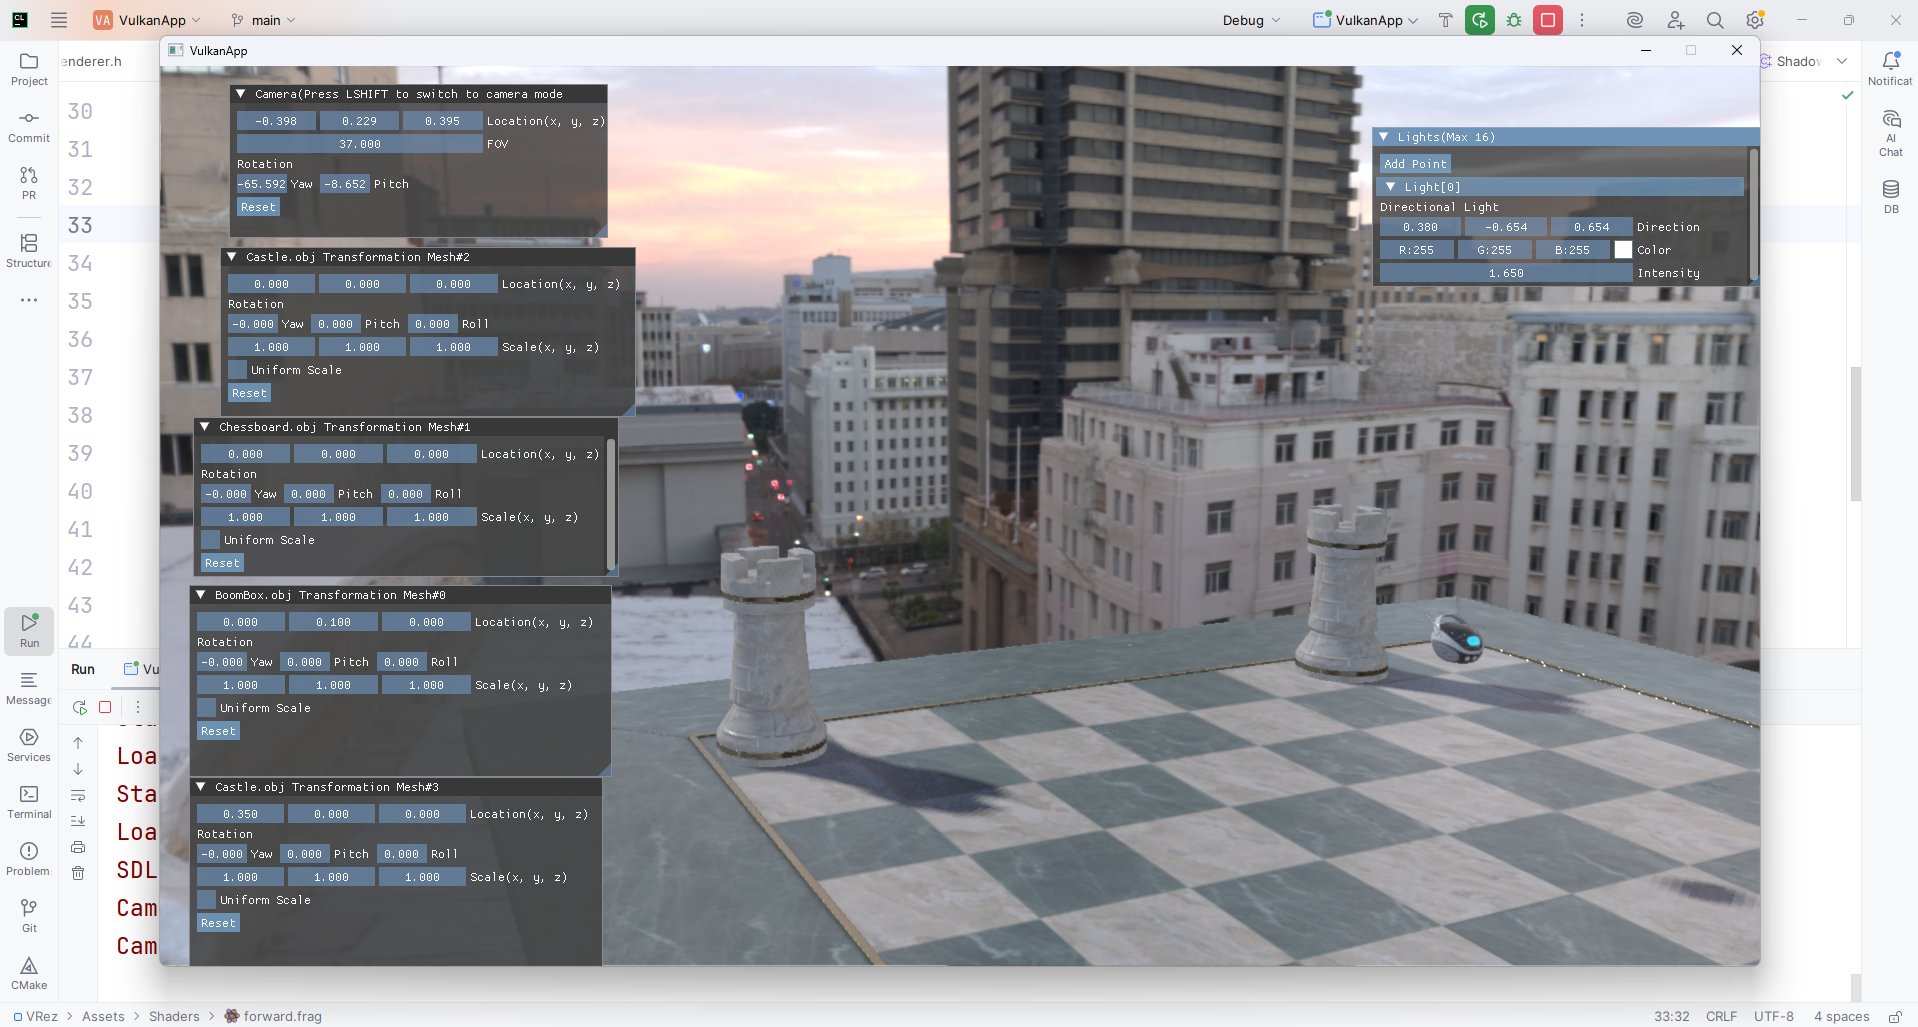 VA VulkanApp main Debug VulkanApp
enderer.h
Shadov
VulkanApp
Project
Commit
PR
Structure
Run
Message
Services
Terminal
Problem
Git
CMake
30
31
32
33
34
35
36
37
38
39
40
41
42
43
44
Camera(Press LSHIFT to switch to camera mode
-0.398 0.229 0.395 Location(x, y, z)
37.000 FOV
Rotation
-65.592 Yaw -8.652 Pitch
Reset
Castle.obj Transformation Mesh#2
0.000 0.000 0.000 Location(x, y, z)
Rotation
-0.000 Yaw 0.000 Pitch 0.000 Roll
1.000 1.000 1.000 Scale(x, y, z)
Uniform Scale
Reset
Chessboard.obj Transformation Mesh#1
0.000 0.000 0.000 Location(x, y, z)
Rotation
-0.000 Yaw 0.000 Pitch 0.000 Roll
1.000 1.000 1.000 Scale(x, y, z)
Uniform Scale
Reset
BoomBox.obj Transformation Mesh#0
0.000 0.100 0.000 Location(x, y, z)
Rotation
-0.000 Yaw 0.000 Pitch 0.000 Roll
1.000 1.000 1.000 Scale(x, y, z)
Uniform Scale
Reset
Castle.obj Transformation Mesh#3
0.350 0.000 0.000 Location(x, y, z)
Rotation
-0.000 Yaw 0.000 Pitch 0.000 Roll
1.000 1.000 1.000 Scale(x, y, z)
Uniform Scale
Reset
Lights(Max 16)
Add Point
Light[0]
Directional Light
0.380 -0.654 0.654 Direction
R:255 G:255 B:255 Color
1.650 Intensity
Notificat
AI
Chat
DB
Run Vu
Loa
Sta
Loa
SDL
Cam
Cam
VRez > Assets > Shaders > forward.frag
33:32 CRLF UTF-8 4 spaces